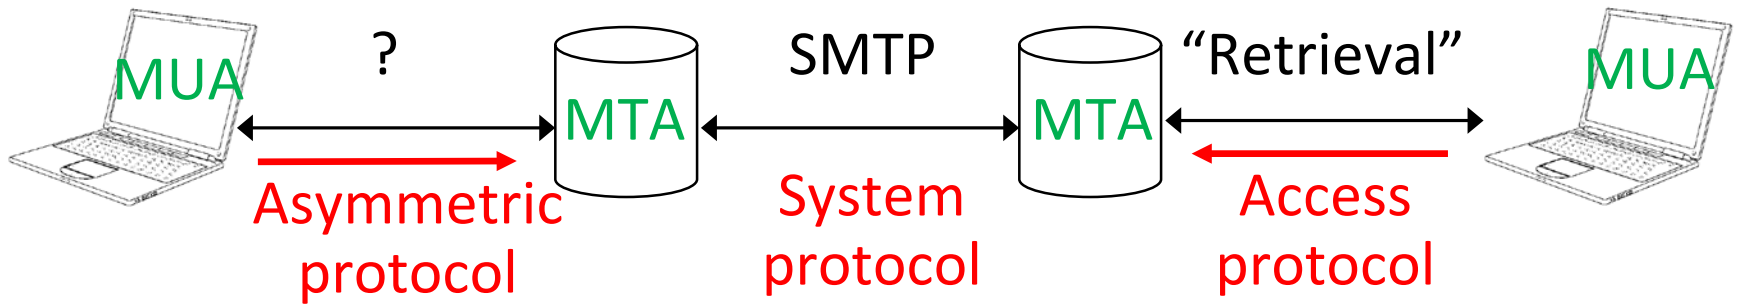 MUA
?
MTA
SMTP
MTA
“Retrieval”
MUA
Asymmetric
protocol
System
protocol
Access
protocol